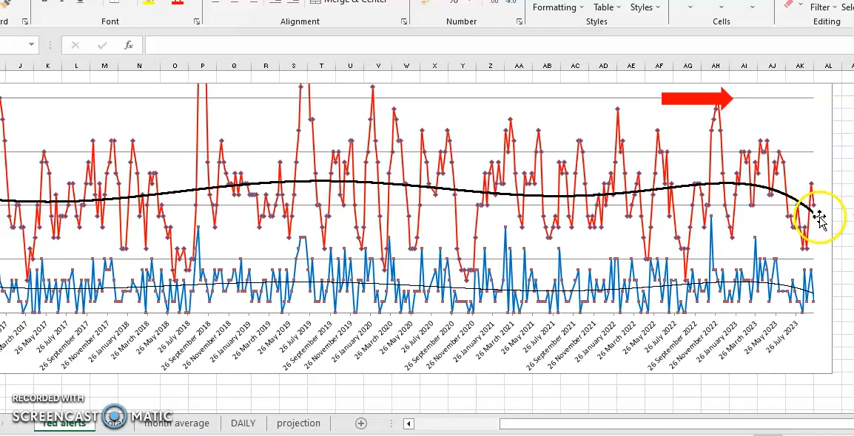 Merge & Center
Formatting Table Styles
Filter Select
Font Alignment Number Styles Cells Editing
fx
J K L M N O P Q R S T U V W X Y Z AA AB AC AD AE AF AG AH AI AJ AK AL
2017 26 March 2017 26 May 2017 26 July 2017 26 September 2017 26 November 2017 26 January 2018 26 March 2018 26 May 2018 26 July 2018 26 September 2018 26 November 2018 26 January 2019 26 March 2019 26 May 2019 26 July 2019 26 September 2019 26 November 2019 26 January 2020 26 March 2020 26 May 2020 26 July 2020 26 September 2020 26 November 2020 26 January 2021 26 March 2021 26 May 2021 26 July 2021 26 September 2021 26 November 2021 26 January 2022 26 March 2022 26 May 2022 26 July 2022 26 September 2022 26 November 2022 26 January 2023 26 March 2023 26 May 2023 26 July 2023
RECORDED WITH
SCREENCAST MATIC
red alerts month average DAILY projection